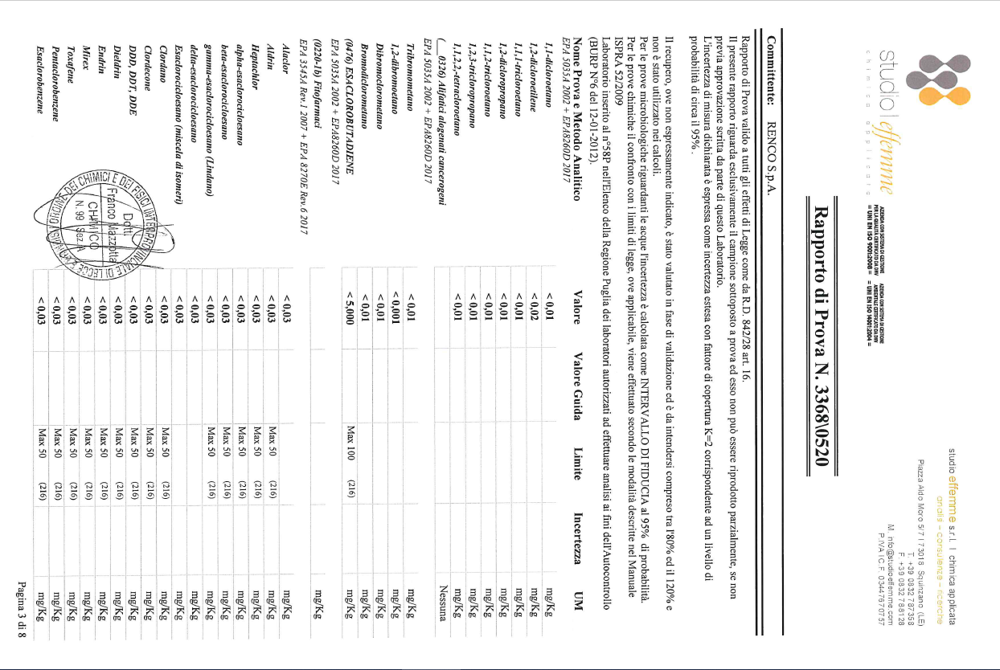 studio effemme
chimica applicata
AZIENDA CON SISTEMA DI GESTIONE
PER LA QUALITÀ CERTIFICATO DA DNV
= UNI EN ISO 9001:2008 =
AZIENDA CON SISTEMA DI GESTIONE
AMBIENTALE CERTIFICATO DA DNV
= UNI EN ISO 14001:2004 =
studio effemme s.r.l. | chimica applicata
analisi – consulenze – ricerche
Piazza Aldo Moro 5/7 I 73018 Squinzano (LE)
T. +39 0832 787358
F. +39 0832 788128
M info@studioeffemme.com
P.IVA I C.F. 03447670757
Rapporto di Prova N. 3368\0520
Committente: RENCO S.p.A.
Rapporto di Prova valido a tutti gli effetti di Legge come da R.D. 842/28 art. 16.
Il presente rapporto riguarda esclusivamente il campione sottoposto a prova ed esso non può essere riprodotto parzialmente, se non
previa approvazione scritta da parte di questo Laboratorio.
L'incertezza di misura dichiarata è espressa come incertezza estesa con fattore di copertura K=2 corrispondente ad un livello di
probabilità di circa il 95%.
Il recupero, ove non espressamente indicato, è stato valutato in fase di validazione ed è da intendersi compreso tra l'80% ed il 120% e
non è stato utilizzato nei calcoli.
Per le prove microbiologiche riguardanti le acque l'incertezza è calcolata come INTERVALLO DI FIDUCIA al 95% di probabilità.
Per le prove chimiche il confronto con i limiti di legge, ove applicabile, viene effettuato secondo le modalità descritte nel Manuale
ISPRA 52/2009
Laboratorio inserito al n°58P nell'Elenco della Regione Puglia dei laboratori autorizzati ad effettuare analisi ai fini dell'Autocontrollo
(BURP N°6 del 12-01-2012).
Nome Prova e Metodo Analitico Valore Valore Guida Limite Incertezza UM
EPA 5035A 2002 + EPA8260D 2017
1,1-dicloroetano < 0,01 mg/Kg
1,2-dicloroetilene < 0,02 mg/Kg
1,1,1-tricloroetano < 0,01 mg/Kg
1,2-dicloropropano < 0,01 mg/Kg
1,1,2-tricloroetano < 0,01 mg/Kg
1,2,3-tricloropropano < 0,01 mg/Kg
1,1,2,2,-tetracloroetano < 0,01 mg/Kg
(__0326) Alifatici alogenati cancerogeni Nessuna
EPA 5035A 2002 + EPA8260D 2017
Tribromometano < 0,01 mg/Kg
1,2-dibromoetano < 0,001 mg/Kg
Dibromoclorometano < 0,01 mg/Kg
Bromodiclorometano < 0,01 mg/Kg
(0476) ESACLOROBUTADIENE < 5,000 Max 100 (216) mg/Kg
EPA 5035A 2002 + EPA8260D 2017
(0220-1b) Fitofarmaci mg/Kg
EPA 3545A Rev.1 2007 + EPA 8270E Rev.6 2017
Alaclor < 0,03 mg/Kg
Aldrin < 0,03 Max 50 (216) mg/Kg
Heptachlor < 0,03 Max 50 (216) mg/Kg
alpha-esaclorocicloesano < 0,03 Max 50 (216) mg/Kg
beta-esaclorocicloesano < 0,03 Max 50 (216) mg/Kg
gamma-esaclorocicloesano (Lindano) < 0,03 Max 50 (216) mg/Kg
delta-esaclorocicloesano < 0,03 mg/Kg
Esaclorocicloesano (miscela di isomeri) < 0,03 mg/Kg
Clordano < 0,03 Max 50 (216) mg/Kg
Clordecone < 0,03 Max 50 (216) mg/Kg
DDD, DDT, DDE < 0,03 Max 50 (216) mg/Kg
Dieldrin < 0,03 Max 50 (216) mg/Kg
Endrin < 0,03 Max 50 (216) mg/Kg
Mirex < 0,03 Max 50 (216) mg/Kg
Toxafene < 0,03 Max 50 (216) mg/Kg
Pentaclorobenzene < 0,03 Max 50 (216) mg/Kg
Esaclorobenzene < 0,03 Max 50 (216) mg/Kg
DEI CHIMICI E DEI FISICI INTERPROVINCIALE DI LECCE E
Dott.
Franco Mazzotta
CHIMICO
N. 99 Sez. A
Pagina 3 di 8